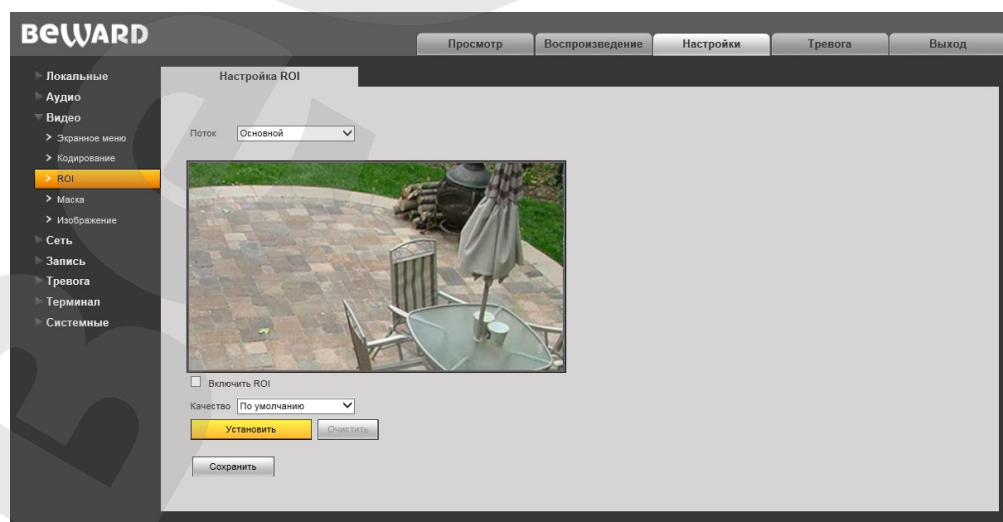 BEWARD
Просмотр
Воспроизведение
Настройки
Тревога
Выход
Локальные
Аудио
Видео
Экранное меню
Кодирование
ROI
Маска
Изображение
Сеть
Запись
Тревога
Терминал
Системные
Настройка ROI
Поток Основной
Включить ROI
Качество По умолчанию
Установить Очистить
Сохранить